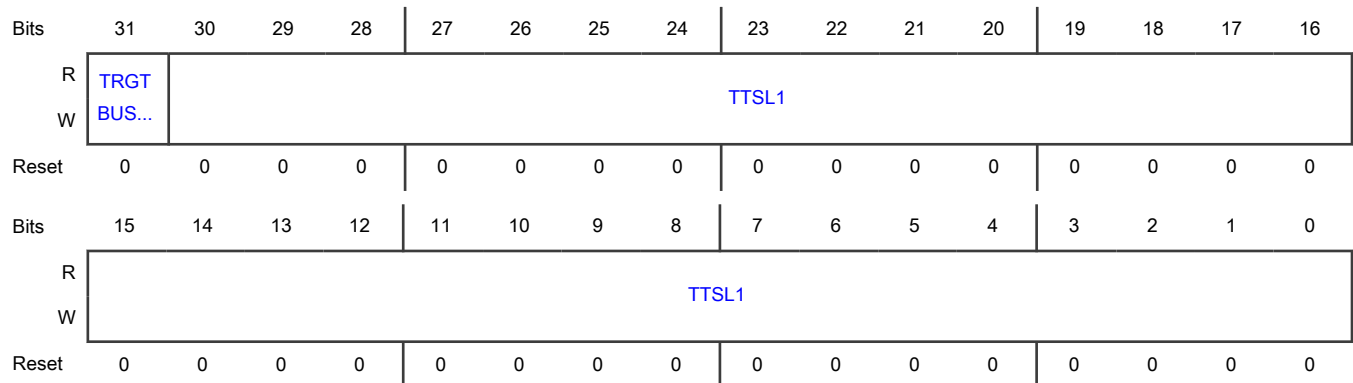 Bits 31 30 29 28 27 26 25 24 23 22 21 20 19 18 17 16
R TRGT
TTSL1
W BUS...
Reset 0 0 0 0 0 0 0 0 0 0 0 0 0 0 0 0
Bits 15 14 13 12 11 10 9 8 7 6 5 4 3 2 1 0
R
TTSL1
W
Reset 0 0 0 0 0 0 0 0 0 0 0 0 0 0 0 0